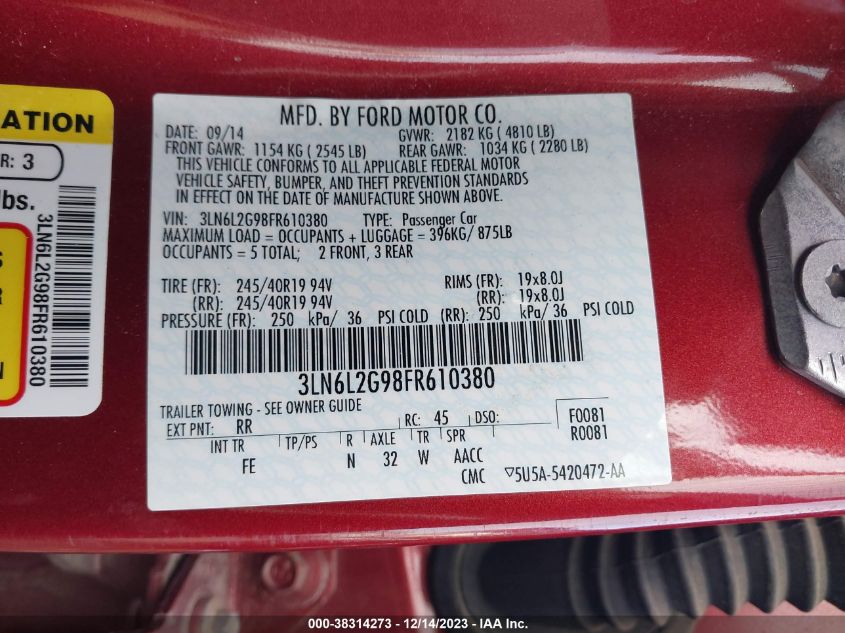 ATION
R: 3
lbs.
3LN6L2G98FR610380
S
R
N
MFD. BY FORD MOTOR CO.
DATE: 09/14 GVWR: 2182 KG ( 4810 LB)
FRONT GAWR: 1154 KG ( 2545 LB) REAR GAWR: 1034 KG ( 2280 LB)
THIS VEHICLE CONFORMS TO ALL APPLICABLE FEDERAL MOTOR
VEHICLE SAFETY, BUMPER, AND THEFT PREVENTION STANDARDS
IN EFFECT ON THE DATE OF MANUFACTURE SHOWN ABOVE.
VIN: 3LN6L2G98FR610380 TYPE: Passenger Car
MAXIMUM LOAD = OCCUPANTS + LUGGAGE = 396KG/ 875LB
OCCUPANTS = 5 TOTAL; 2 FRONT, 3 REAR
TIRE (FR): 245/40R19 94V RIMS (FR): 19x8.0J
(RR): 245/40R19 94V (RR): 19x8.0J
PRESSURE (FR): 250 kPa/ 36 PSI COLD (RR): 250 kPa/ 36 PSI COLD
3LN6L2G98FR610380
TRAILER TOWING - SEE OWNER GUIDE
EXT PNT: RR RC: 45 DSO: F0081
R0081
INT TR TP/PS R AXLE TR SPR
FE N 32 W AACC
CMC ▽5U5A-5420472-AA
000-38314273 - 12/14/2023 - IAA Inc.